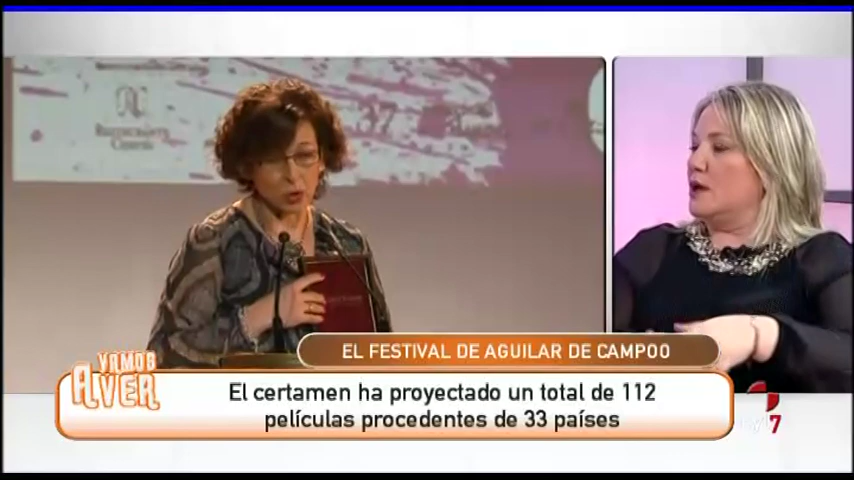 EL FESTIVAL DE AGUILAR DE CAMPOO
VAMOS
A VER
El certamen ha proyectado un total de 112
películas procedentes de 33 países
7